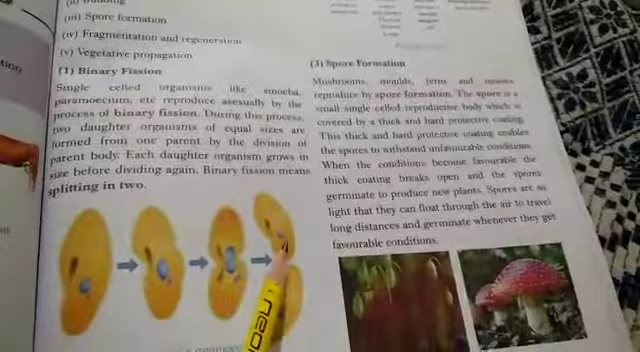 (ii) Budding
(iii) Spore formation
(iv) Fragmentation and regeneration
(v) Vegetative propagation
(1) Binary Fission
Single celled organisms like amoeba,
paramoecium, etc reproduce asexually by the
process of binary fission. During this process,
two daughter organisms of equal sizes are
formed from one parent by the division of
parent body. Each daughter organism grows in
size before dividing again. Binary fission means
splitting in two.
(3) Spore Formation
Mushrooms, moulds, ferns and mosses
reproduce by spore formation. The spore is a
small single celled reproductive body which is
covered by a thick and hard protective coating.
This thick and hard protective coating enables
the spores to withstand unfavourable conditions.
When the conditions become favourable the
thick coating breaks open and the spores
germinate to produce new plants. Spores are so
light that they can float through the air to travel
long distances and germinate whenever they get
favourable conditions.